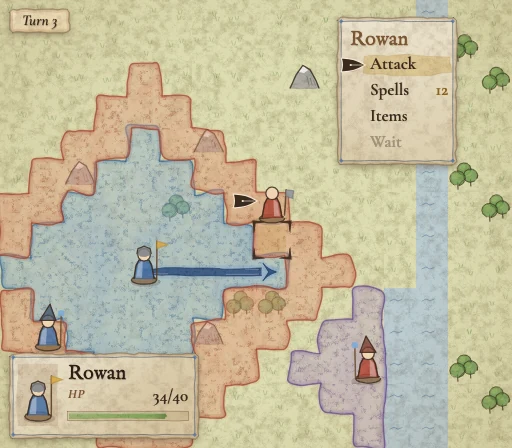 Turn 3
Rowan
Attack
Spells 12
Items
Wait
Rowan
HP 34/40